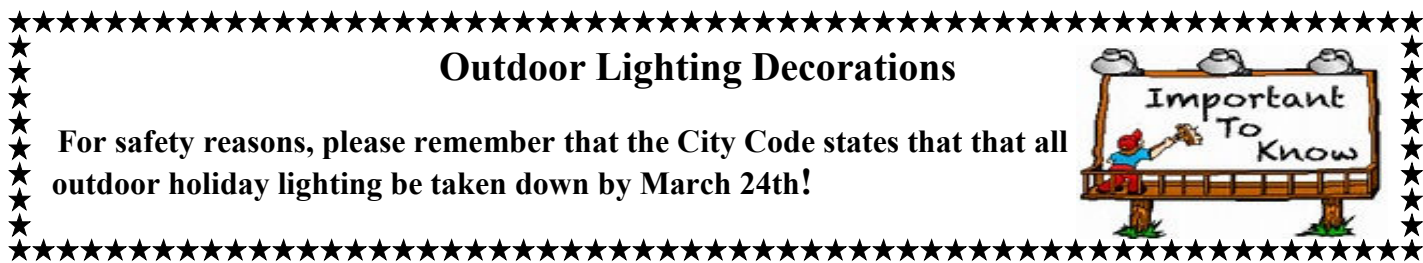 Outdoor Lighting Decorations
For safety reasons, please remember that the City Code states that that all
outdoor holiday lighting be taken down by March 24th!
Important
To
Know